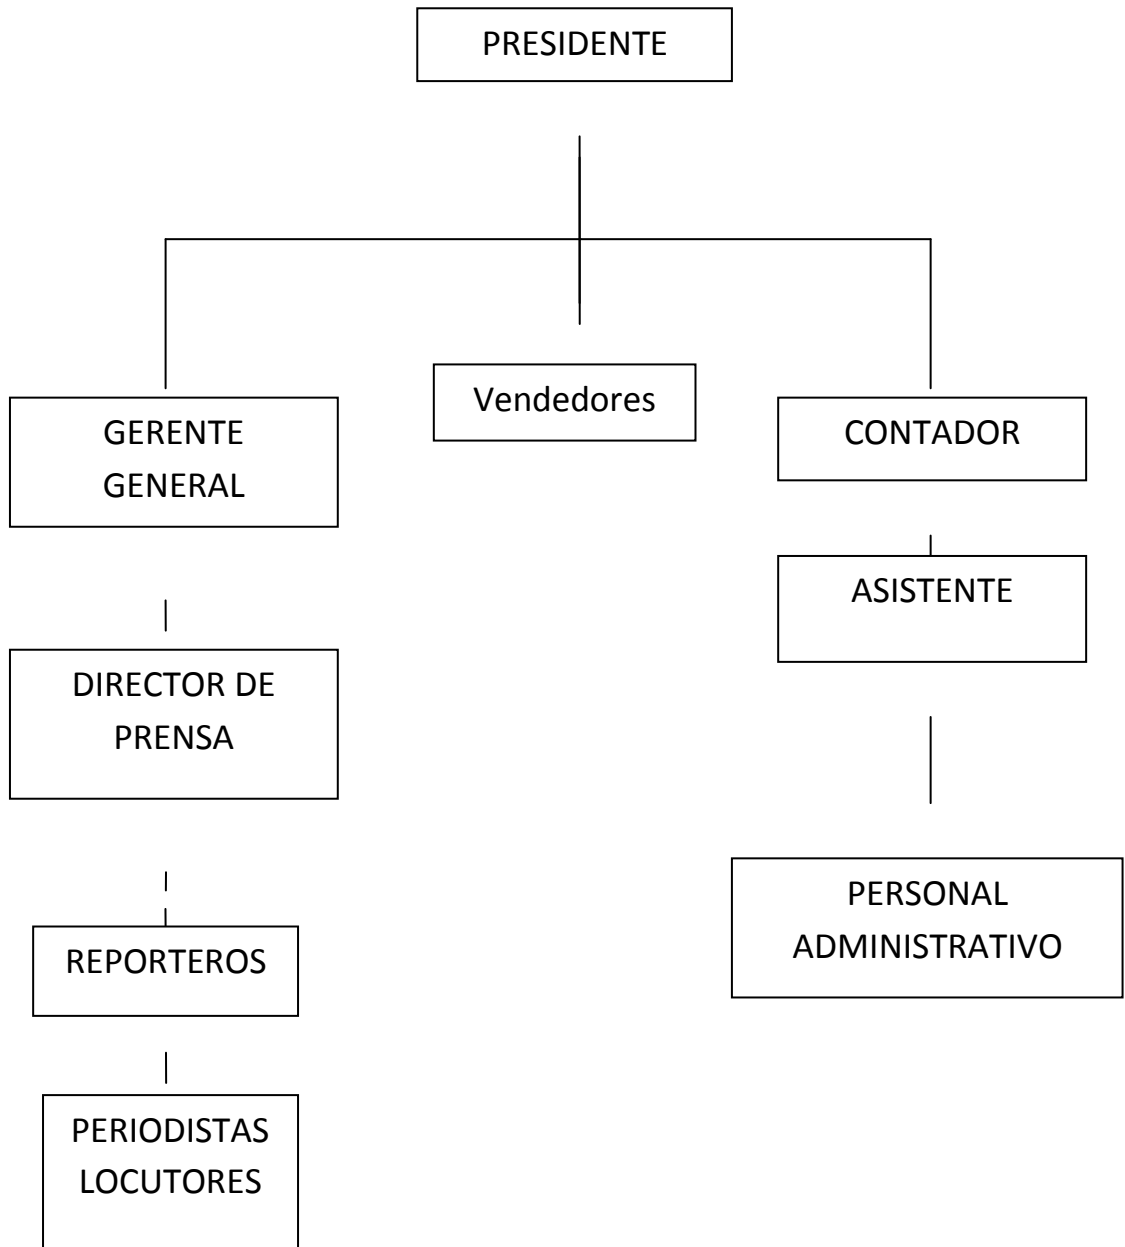 PRESIDENTE
Vendedores
GERENTE
GENERAL
CONTADOR
ASISTENTE
DIRECTOR DE
PRENSA
PERSONAL
ADMINISTRATIVO
REPORTEROS
PERIODISTAS
LOCUTORES